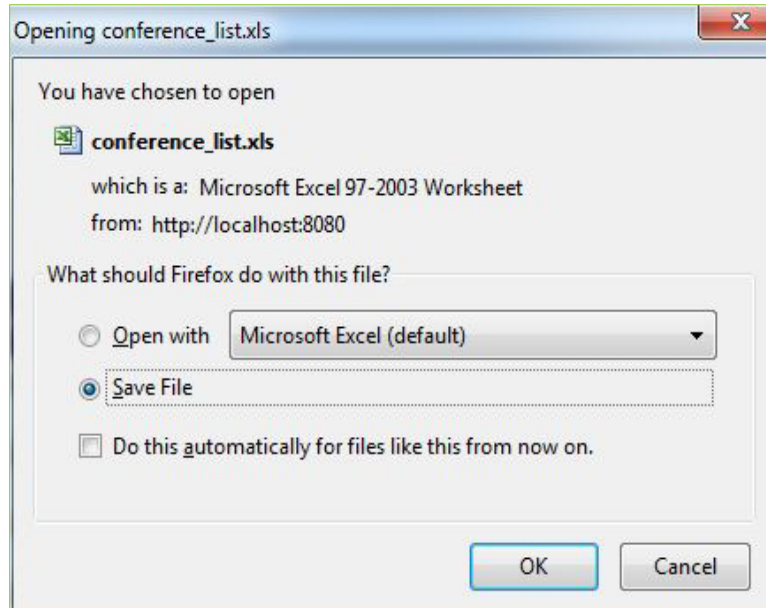 Opening conference_list.xls
You have chosen to open
conference_list.xls
which is a: Microsoft Excel 97-2003 Worksheet
from: http://localhost:8080
What should Firefox do with this file?
Open with Microsoft Excel (default)
Save File
Do this automatically for files like this from now on.
OK Cancel